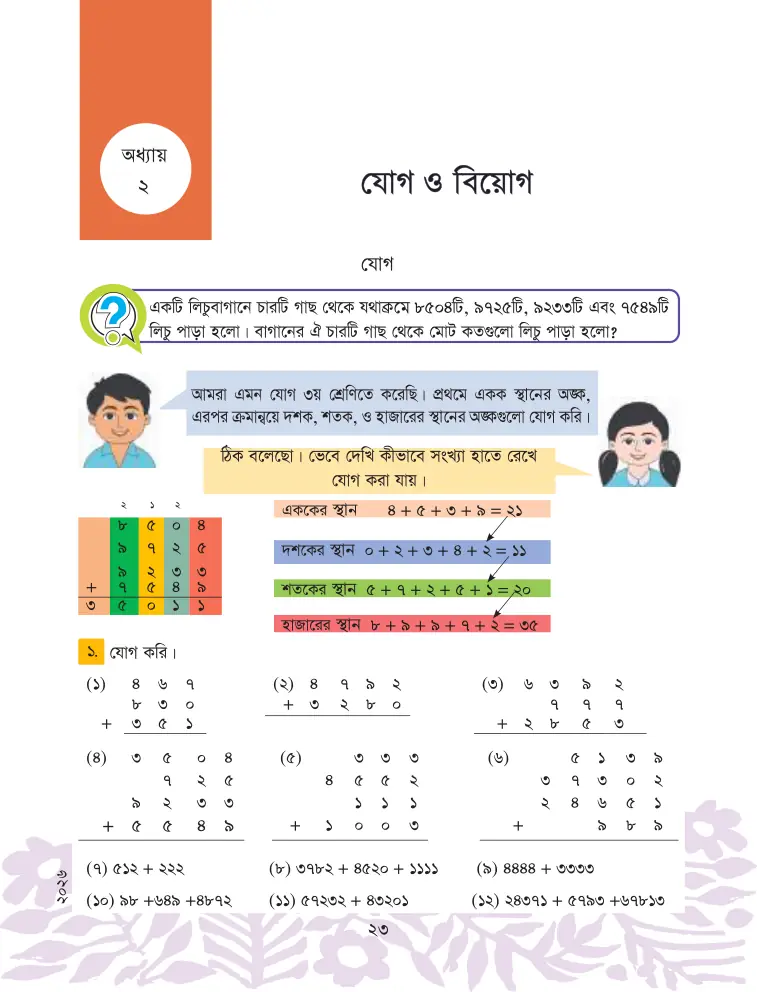 অধ্যায়
২
যোগ ও বিয়োগ
যোগ
একটি লিচুবাগানে চারটি গাছ থেকে যথাক্রমে ৮৫০৪টি, ৯৭২৫টি, ৯২৩৩টি এবং ৭৫৪৯টি
লিচু পাড়া হলো। বাগানের ঐ চারটি গাছ থেকে মোট কতগুলো লিচু পাড়া হলো?
আমরা এমন যোগ ৩য় শ্রেণিতে করেছি। প্রথমে একক স্থানের অঙ্ক,
এরপর ক্রমান্বয়ে দশক, শতক, ও হাজারের স্থানের অঙ্কগুলো যোগ করি।
ঠিক বলেছো। ভেবে দেখি কীভাবে সংখ্যা হাতে রেখে
যোগ করা যায়।
২ ১ ২
৮ ৫ ০ ৪
৯ ৭ ২ ৫
৯ ২ ৩ ৩
+ ৭ ৫ ৪ ৯
৩ ৫ ০ ১ ১
এককের স্থান ৪ + ৫ + ৩ + ৯ = ২১
দশকের স্থান ০ + ২ + ৩ + ৪ + ২ = ১১
শতকের স্থান ৫ + ৭ + ২ + ৫ + ১ = ২০
হাজারের স্থান ৮ + ৯ + ৯ + ৭ + ২ = ৩৫
১. যোগ করি।
(১) ৪ ৬ ৭
৮ ৩ ০
+ ৩ ৫ ১
(২) ৪ ৭ ৯ ২
+ ৩ ২ ৮ ০
(৩) ৬ ৩ ৯ ২
৭ ৭ ৭
+ ২ ৮ ৫ ৩
(৪) ৩ ৫ ০ ৪
৭ ২ ৫
৯ ২ ৩ ৩
+ ৫ ৫ ৪ ৯
(৫) ৩ ৩ ৩
৪ ৫ ৫ ২
১ ১ ১
+ ১ ০ ০ ৩
(৬) ৫ ১ ৩ ৯
৩ ৭ ৩ ০ ২
২ ৪ ৬ ৫ ১
+ ৯ ৮ ৯
(৭) ৫১২ + ২২২
(৮) ৩৭৮২ + ৪৫২০ + ১১১১
(৯) ৪৪৪৪ + ৩৩৩৩
(১০) ৯৮ +৬৪৯ +৪৮৭২
(১১) ৫৭২৩২ + ৪৩২০১
(১২) ২৪৩৭১ + ৫৭৯৩ +৬৭৮১৩
২০২৬
২৩